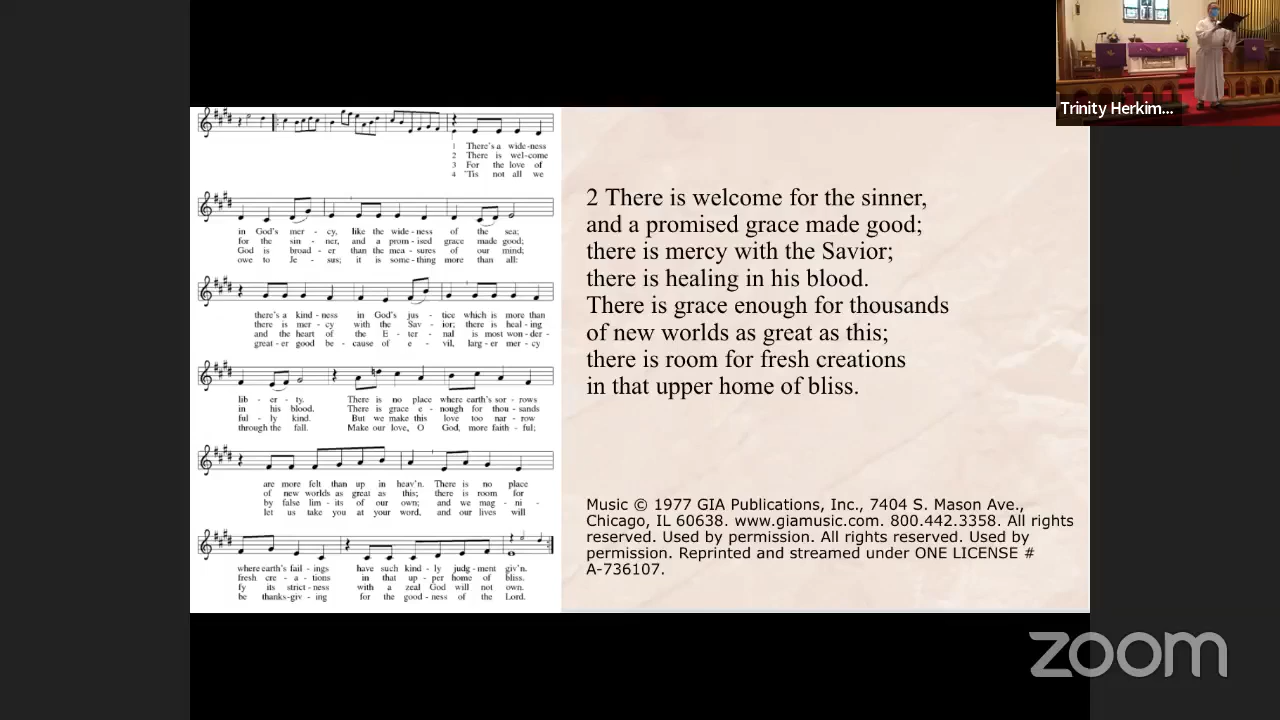 Trinity Herkim...
1 There's a wide-ness
2 There is wel-come
3 For the love of
4 'Tis not all we
in God's mer - cy, like the wide - ness of the sea;
for the sin - ner, and a prom - ised grace made good;
God is broad - er than the mea - sures of our mind;
owe to Je - sus; it is some-thing more than all:
there's a kind - ness in God's jus - tice which is more than
there is mer - cy with the Sav - ior; there is heal - ing
and the heart of the E - ter - nal is most won - der -
great - er good be - cause of e - vil, larg - er mer - cy
lib - er - ty. There is no place where earth's sor - rows
in his blood. There is grace e - nough for thou - sands
ful - ly kind. But we make this love too nar - row
through the fall. Make our love, O God, more faith - ful;
are more felt than up in heav'n. There is no place
of new worlds as great as this; there is room for
by false lim - its of our own; and we mag - ni -
let us take you at your word, and our lives will
where earth's fail - ings have such kind - ly judg - ment giv'n.
fresh cre - a - tions in that up - per home of bliss.
fy its strict - ness with a zeal God will not own.
be thanks-giv - ing for the good - ness of the Lord.
2 There is welcome for the sinner,
and a promised grace made good;
there is mercy with the Savior;
there is healing in his blood.
There is grace enough for thousands
of new worlds as great as this;
there is room for fresh creations
in that upper home of bliss.
Music © 1977 GIA Publications, Inc., 7404 S. Mason Ave.,
Chicago, IL 60638. www.giamusic.com. 800.442.3358. All rights
reserved. Used by permission. All rights reserved. Used by
permission. Reprinted and streamed under ONE LICENSE #
A-736107.
zoom